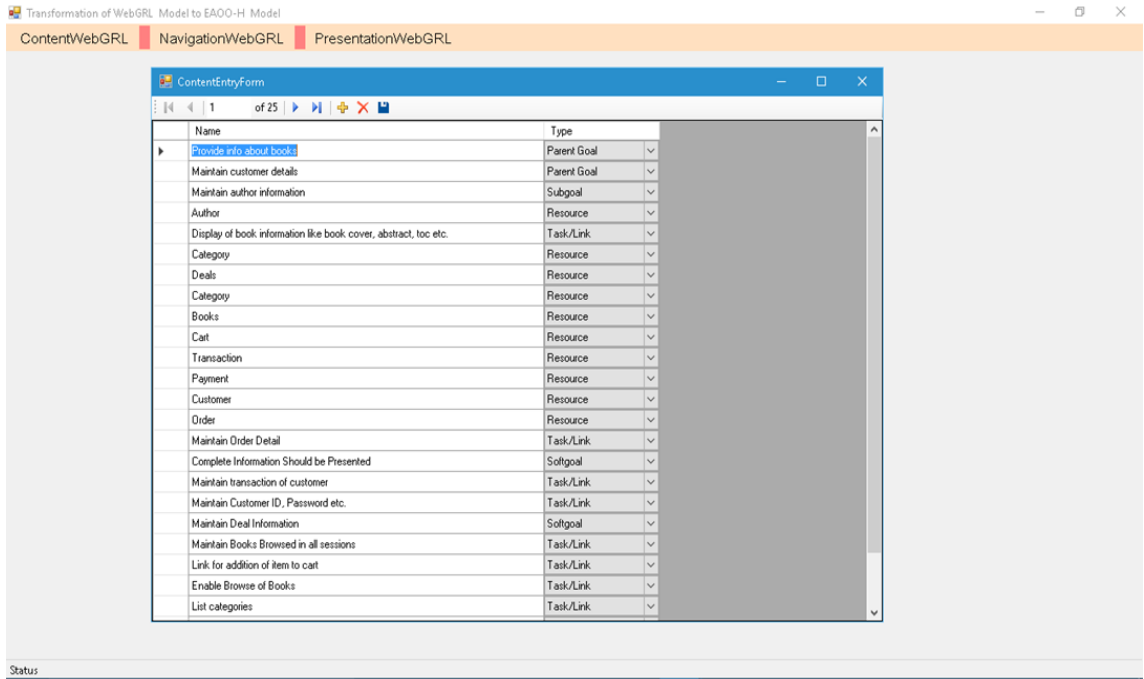 Transformation of WebGRL Model to EAOO-H Model
ContentWebGRL NavigationWebGRL PresentationWebGRL
ContentEntryForm
1 of 25
Name Type
Provide info about books Parent Goal
Maintain customer details Parent Goal
Maintain author information Subgoal
Author Resource
Display of book information like book cover, abstract, toc etc. Task/Link
Category Resource
Deals Resource
Category Resource
Books Resource
Cart Resource
Transaction Resource
Payment Resource
Customer Resource
Order Resource
Maintain Order Detail Task/Link
Complete Information Should be Presented Softgoal
Maintain transaction of customer Task/Link
Maintain Customer ID, Password etc. Task/Link
Maintain Deal Information Softgoal
Maintain Books Browsed in all sessions Task/Link
Link for addition of item to cart Task/Link
Enable Browse of Books Task/Link
List categories Task/Link
Status